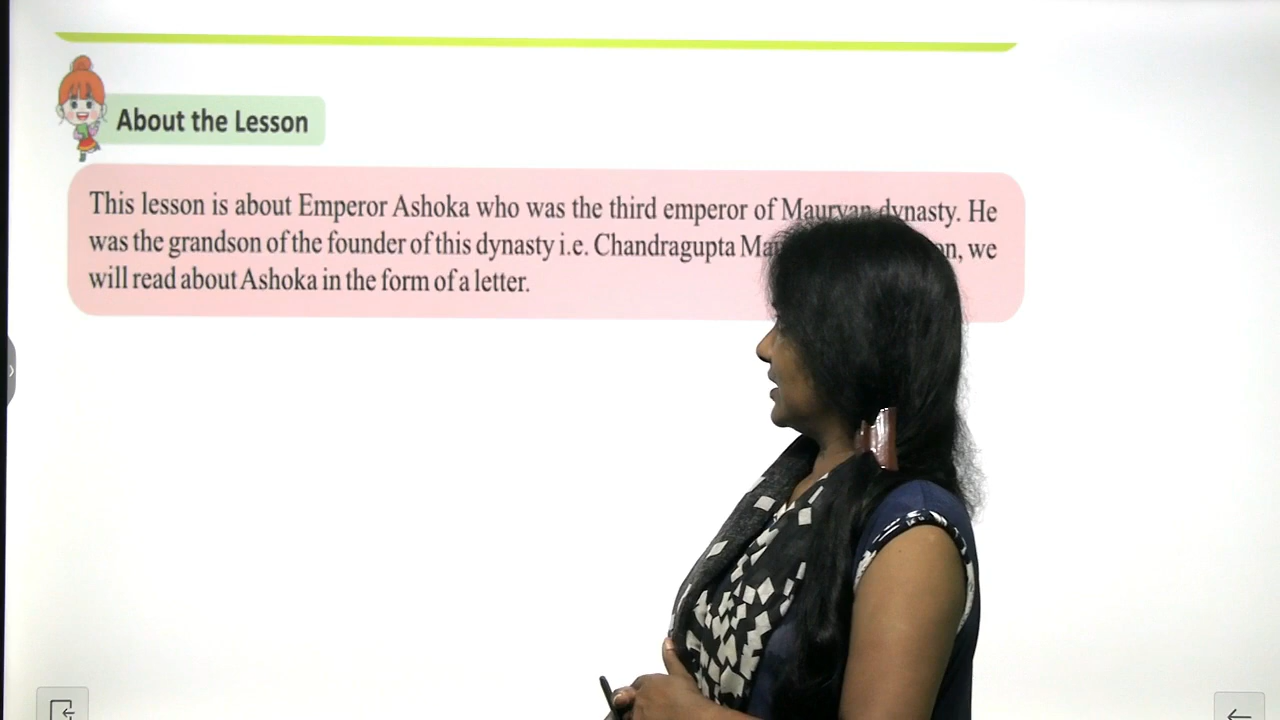 About the Lesson
This lesson is about Emperor Ashoka who was the third emperor of Mauryan dynasty. He
was the grandson of the founder of this dynasty i.e. Chandragupta we
will read about Ashoka in the form of a letter.